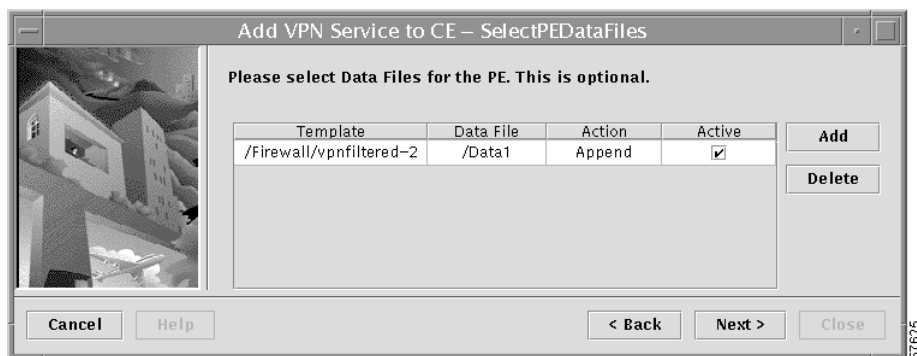 Add VPN Service to CE – SelectPEDataFiles
Please select Data Files for the PE. This is optional.
Template Data File Action Active
/Firewall/vpnfiltered–2 /Data1 Append
Add
Delete
Cancel Help < Back Next > Close
57625